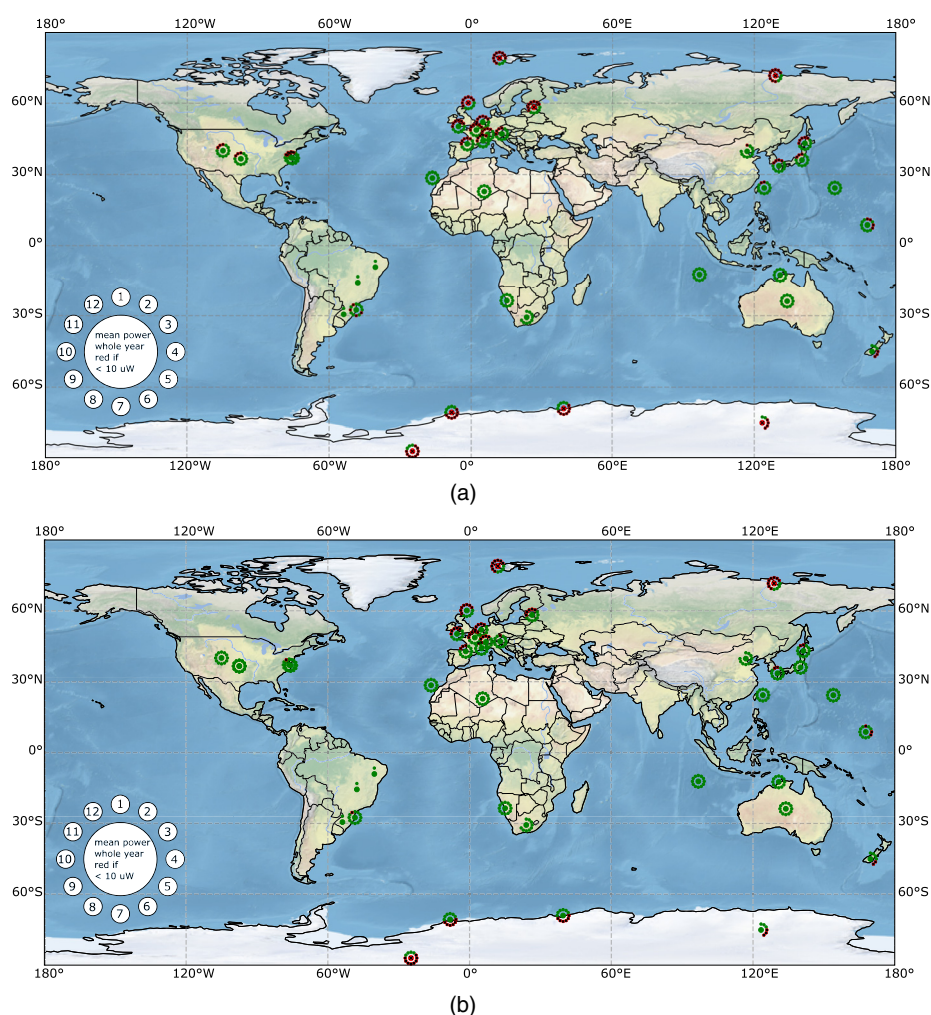 180° 120°W 60°W 0° 60°E 120°E 180°
60°N 60°N
30°N 30°N
0° 0°
30°S 30°S
60°S 60°S
12 1 2
11 3
10 4
9 5
8 7 6
mean power
whole year
red if
< 10 uW
180° 120°W 60°W 0° 60°E 120°E 180°
(a)
180° 120°W 60°W 0° 60°E 120°E 180°
60°N 60°N
30°N 30°N
0° 0°
30°S 30°S
60°S 60°S
12 1 2
11 3
10 4
9 5
8 7 6
mean power
whole year
red if
< 10 uW
180° 120°W 60°W 0° 60°E 120°E 180°
(b)